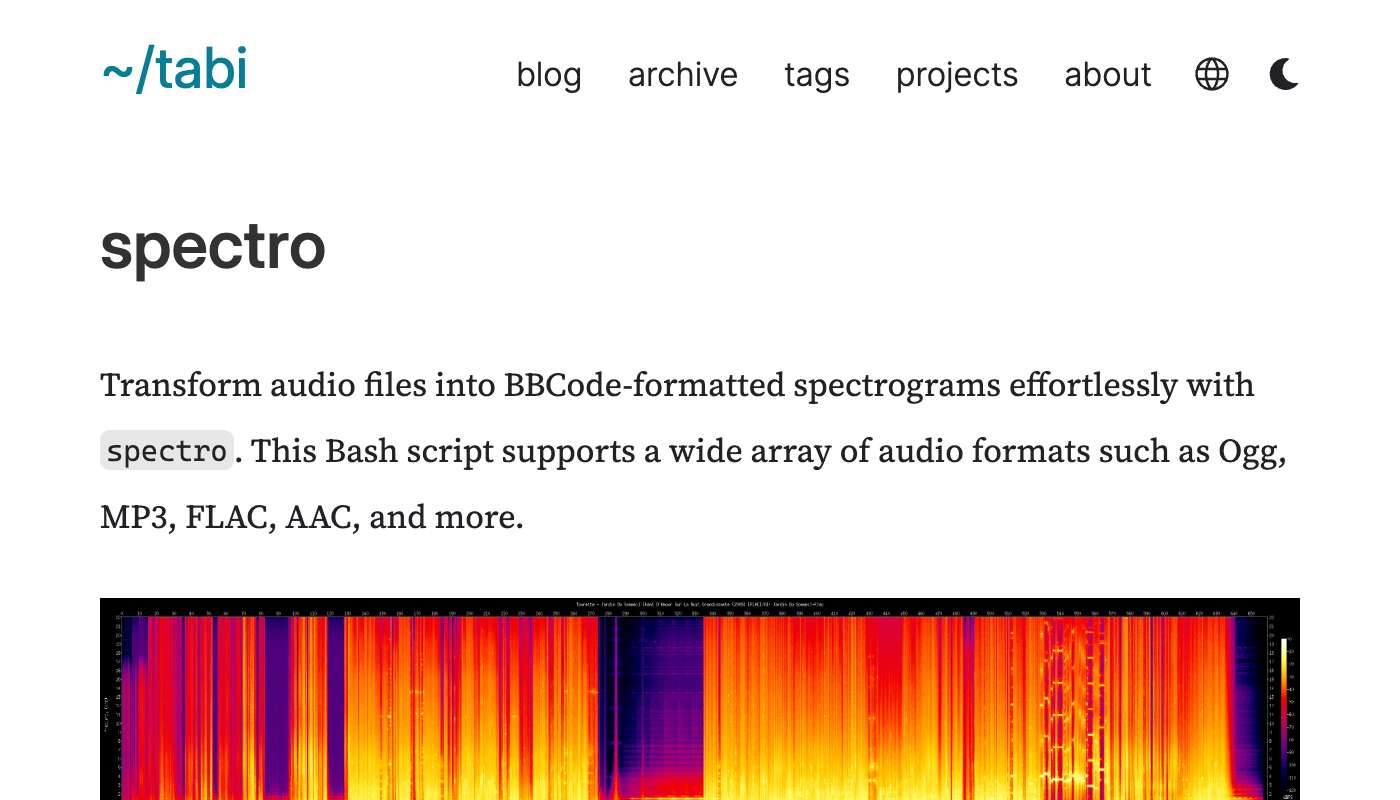 ~/tabi
blog archive tags projects about
spectro
Transform audio files into BBCode-formatted spectrograms effortlessly with
spectro. This Bash script supports a wide array of audio formats such as Ogg,
MP3, FLAC, AAC, and more.